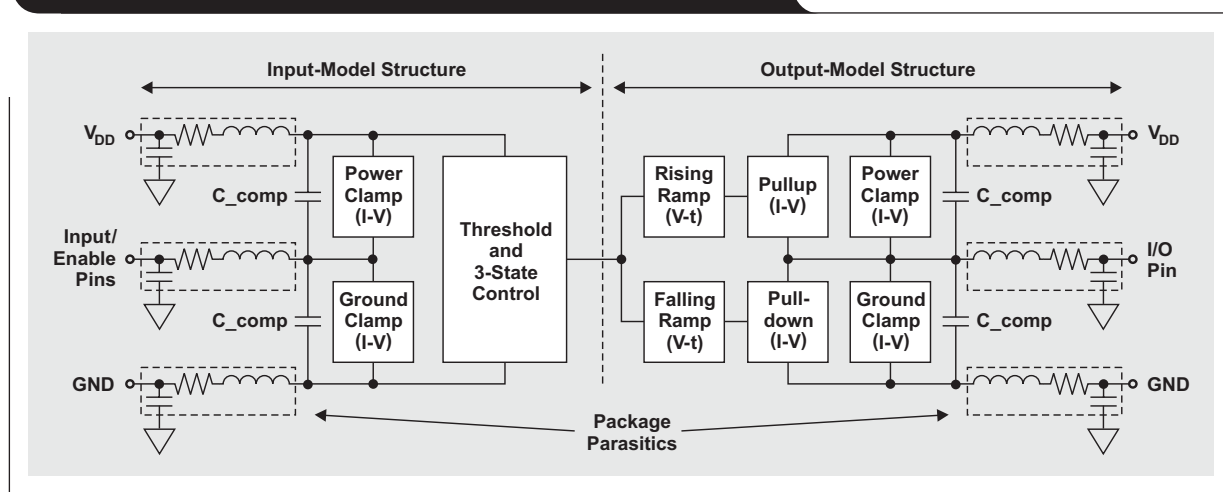 Input-Model Structure
Output-Model Structure
V_DD
C_comp
Power
Clamp
(I-V)
Input/
Enable
Pins
C_comp
Ground
Clamp
(I-V)
GND
Threshold
and
3-State
Control
Rising
Ramp
(V-t)
Pullup
(I-V)
Power
Clamp
(I-V)
C_comp
V_DD
Falling
Ramp
(V-t)
Pull-
down
(I-V)
Ground
Clamp
(I-V)
C_comp
I/O
Pin
GND
Package
Parasitics